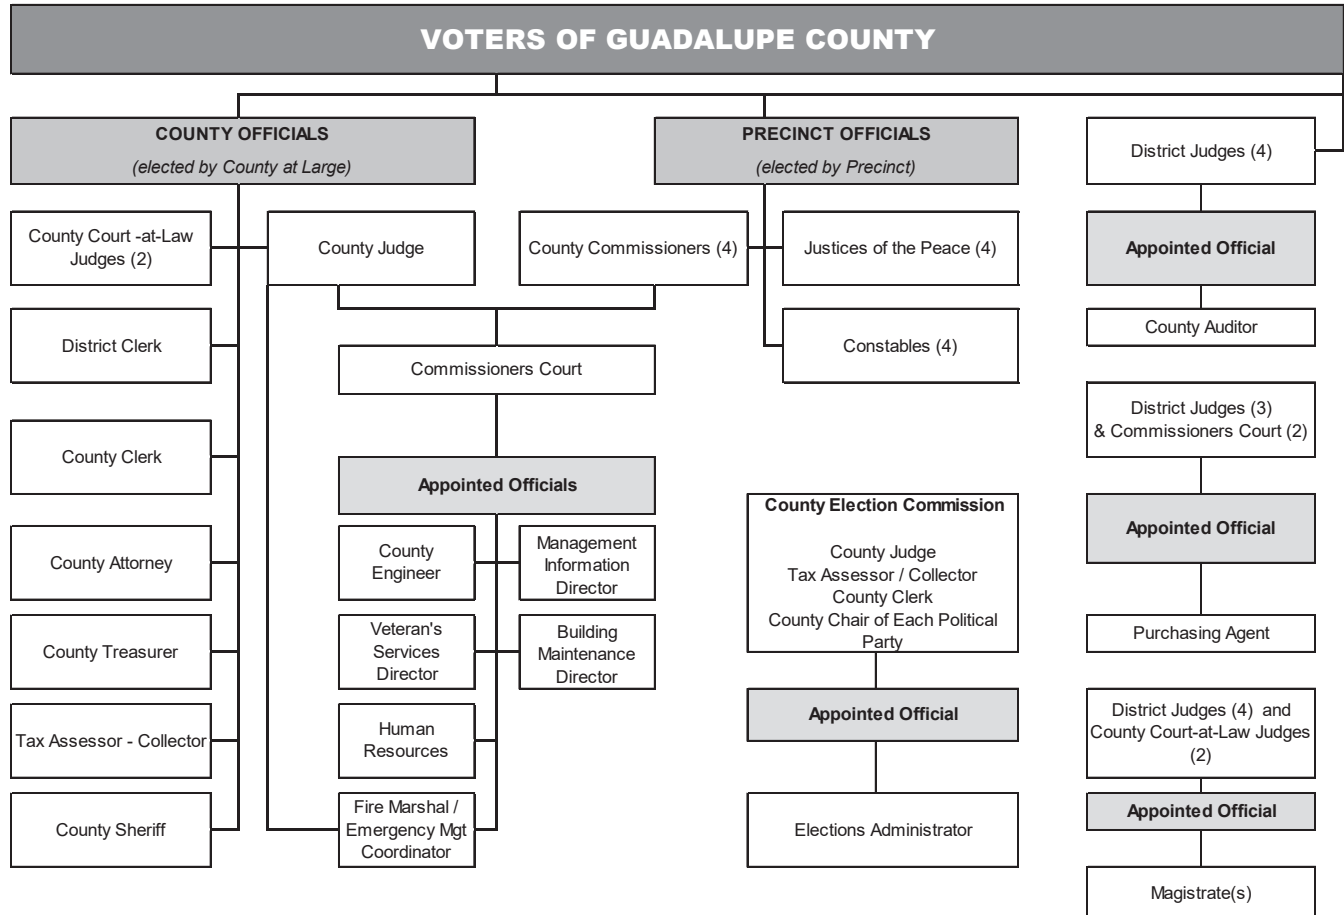 VOTERS OF GUADALUPE COUNTY
COUNTY OFFICIALS
(elected by County at Large)
PRECINCT OFFICIALS
(elected by Precinct)
District Judges (4)
County Court -at-Law
Judges (2)
County Judge
County Commissioners (4)
Justices of the Peace (4)
Appointed Official
County Auditor
District Clerk
Commissioners Court
Constables (4)
District Judges (3)
& Commissioners Court (2)
County Clerk
Appointed Officials
County Election Commission
County Judge
Tax Assessor / Collector
County Clerk
County Chair of Each Political
Party
Appointed Official
County Attorney
County
Engineer
Management
Information
Director
County Treasurer
Veteran's
Services
Director
Building
Maintenance
Director
Purchasing Agent
Tax Assessor - Collector
Human
Resources
Appointed Official
District Judges (4) and
County Court-at-Law Judges
(2)
County Sheriff
Fire Marshal /
Emergency Mgt
Coordinator
Elections Administrator
Appointed Official
Magistrate(s)